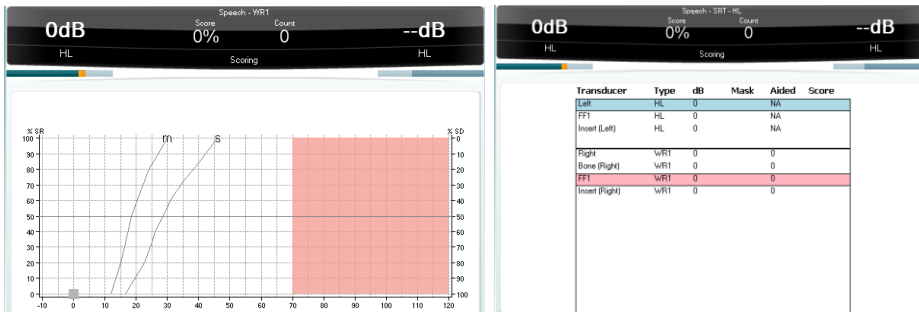 Speech - WR1
0dB
Score
Count
--dB
0%
0
HL
HL
Scoring
% SR
m
s
% SD
100
0
90
10
80
20
70
30
60
40
50
50
40
60
30
70
20
80
10
90
0
100
-10 0 10 20 30 40 50 60 70 80 90 100 110 120
Speech - SRT - HL
0dB
Score
Count
--dB
0%
0
HL
HL
Scoring
Transducer Type dB Mask Aided Score
Left HL 0 NA
FF1 HL 0 NA
Insert (Left) HL 0 NA
Right WR1 0 0
Bone (Right) WR1 0 0
FF1 WR1 0 0
Insert (Right) WR1 0 0